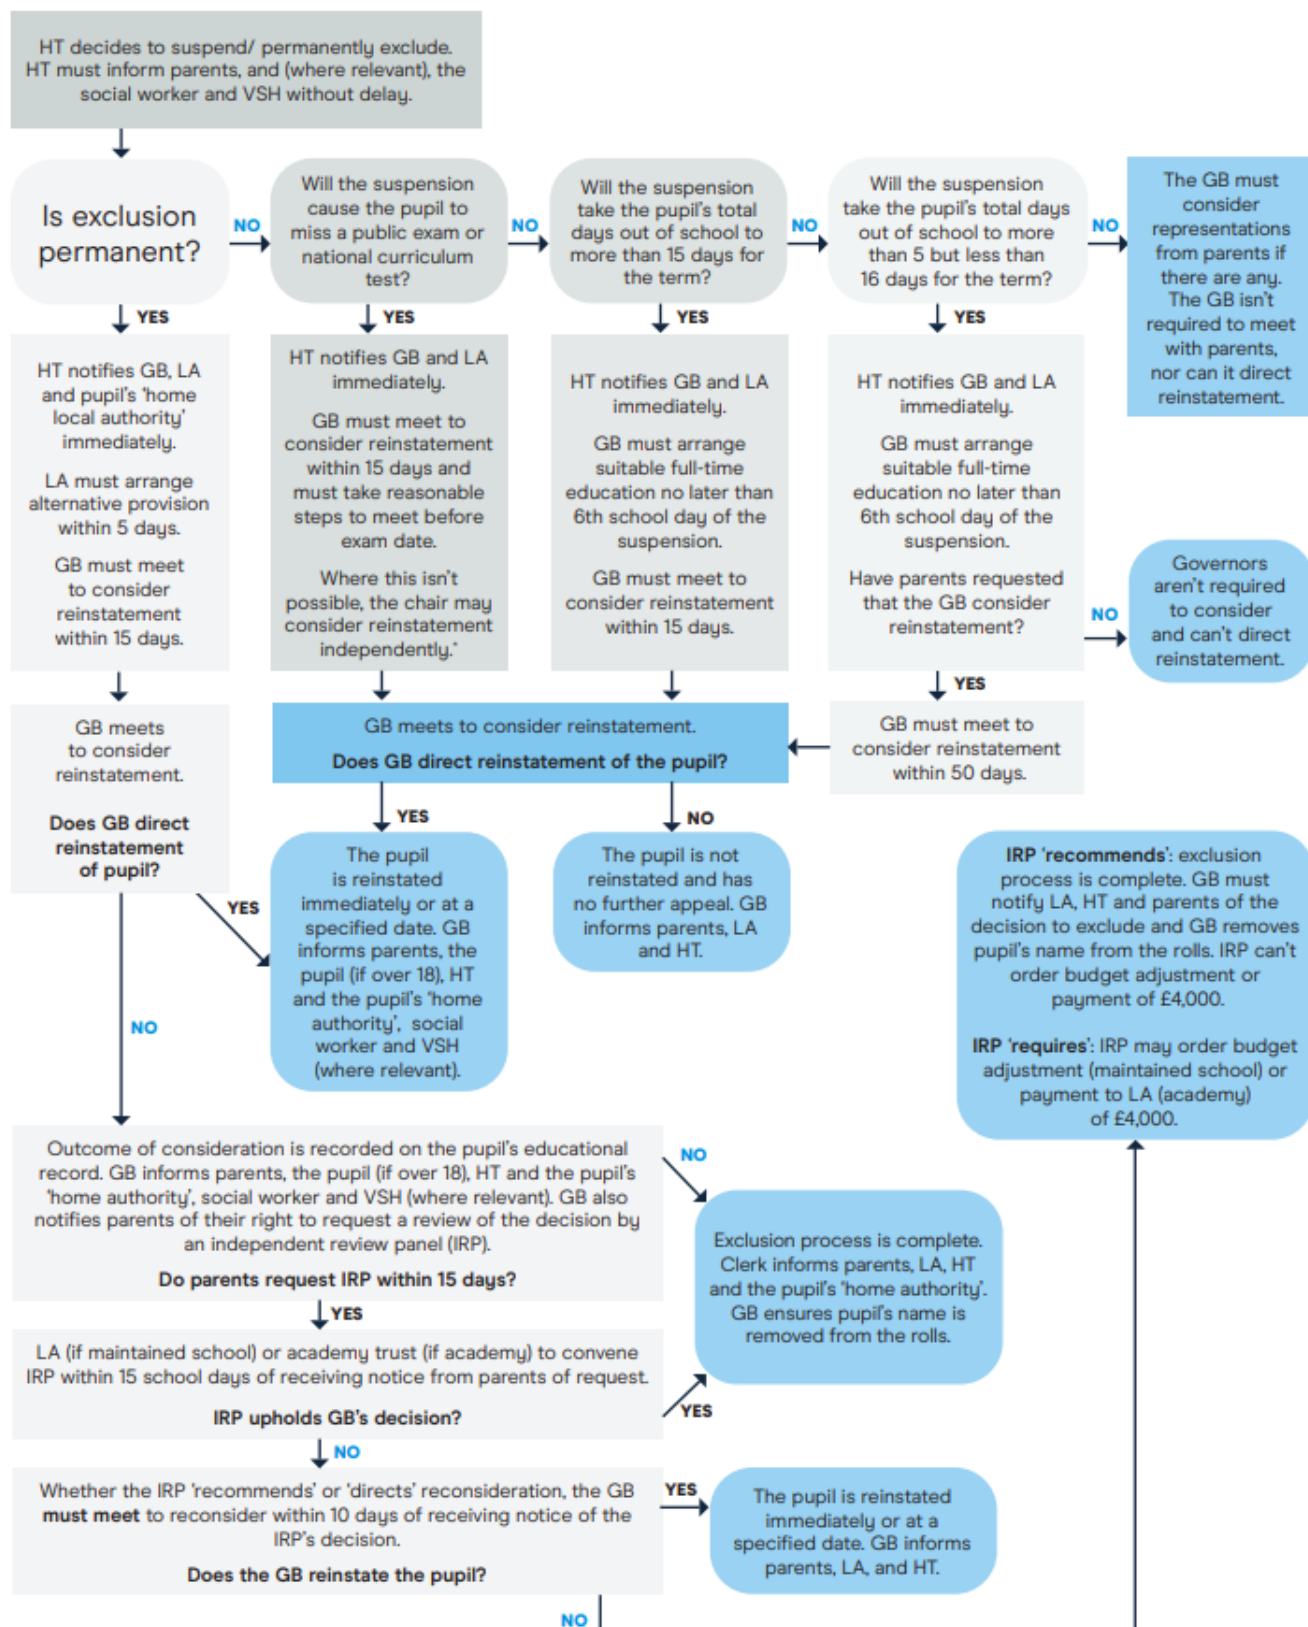 HT decides to suspend/ permanently exclude.
HT must inform parents, and (where relevant), the
social worker and VSH without delay.
Is exclusion
permanent?
NO
Will the suspension
cause the pupil to
miss a public exam or
national curriculum
test?
NO
Will the suspension
take the pupil's total
days out of school to
more than 15 days for
the term?
NO
Will the suspension
take the pupil's total days
out of school to more
than 5 but less than
16 days for the term?
NO
The GB must
consider
representations
from parents if
there are any.
The GB isn't
required to meet
with parents,
nor can it direct
reinstatement.
YES
YES
YES
YES
HT notifies GB, LA
and pupil's 'home
local authority'
immediately.
LA must arrange
alternative provision
within 5 days.
GB must meet
to consider
reinstatement
within 15 days.
HT notifies GB and LA
immediately.
GB must meet to
consider reinstatement
within 15 days and
must take reasonable
steps to meet before
exam date.
Where this isn't
possible, the chair may
consider reinstatement
independently.*
HT notifies GB and LA
immediately.
GB must arrange
suitable full-time
education no later than
6th school day of the
suspension.
GB must meet to
consider reinstatement
within 15 days.
HT notifies GB and LA
immediately.
GB must arrange
suitable full-time
education no later than
6th school day of the
suspension.
Have parents requested
that the GB consider
reinstatement?
NO
Governors
aren't required
to consider
and can't direct
reinstatement.
YES
GB meets
to consider
reinstatement.
Does GB direct
reinstatement
of pupil?
GB meets to consider reinstatement.
Does GB direct reinstatement of the pupil?
GB must meet to
consider reinstatement
within 50 days.
YES
NO
YES
The pupil
is reinstated
immediately or at a
specified date. GB
informs parents, the
pupil (if over 18), HT
and the pupil's 'home
authority', social
worker and VSH
(where relevant).
The pupil is not
reinstated and has
no further appeal. GB
informs parents, LA
and HT.
IRP 'recommends': exclusion
process is complete. GB must
notify LA, HT and parents of the
decision to exclude and GB removes
pupil's name from the rolls. IRP can't
order budget adjustment or
payment of £4,000.
IRP 'requires': IRP may order budget
adjustment (maintained school) or
payment to LA (academy)
of £4,000.
NO
Outcome of consideration is recorded on the pupil's educational
record. GB informs parents, the pupil (if over 18), HT and the pupil's
'home authority', social worker and VSH (where relevant). GB also
notifies parents of their right to request a review of the decision by
an independent review panel (IRP).
Do parents request IRP within 15 days?
NO
Exclusion process is complete.
Clerk informs parents, LA, HT
and the pupil's 'home authority'.
GB ensures pupil's name is
removed from the rolls.
YES
LA (if maintained school) or academy trust (if academy) to convene
IRP within 15 school days of receiving notice from parents of request.
IRP upholds GB's decision?
YES
NO
Whether the IRP 'recommends' or 'directs' reconsideration, the GB
must meet to reconsider within 10 days of receiving notice of the
IRP's decision.
Does the GB reinstate the pupil?
YES
The pupil is reinstated
immediately or at a
specified date. GB informs
parents, LA, and HT.
NO